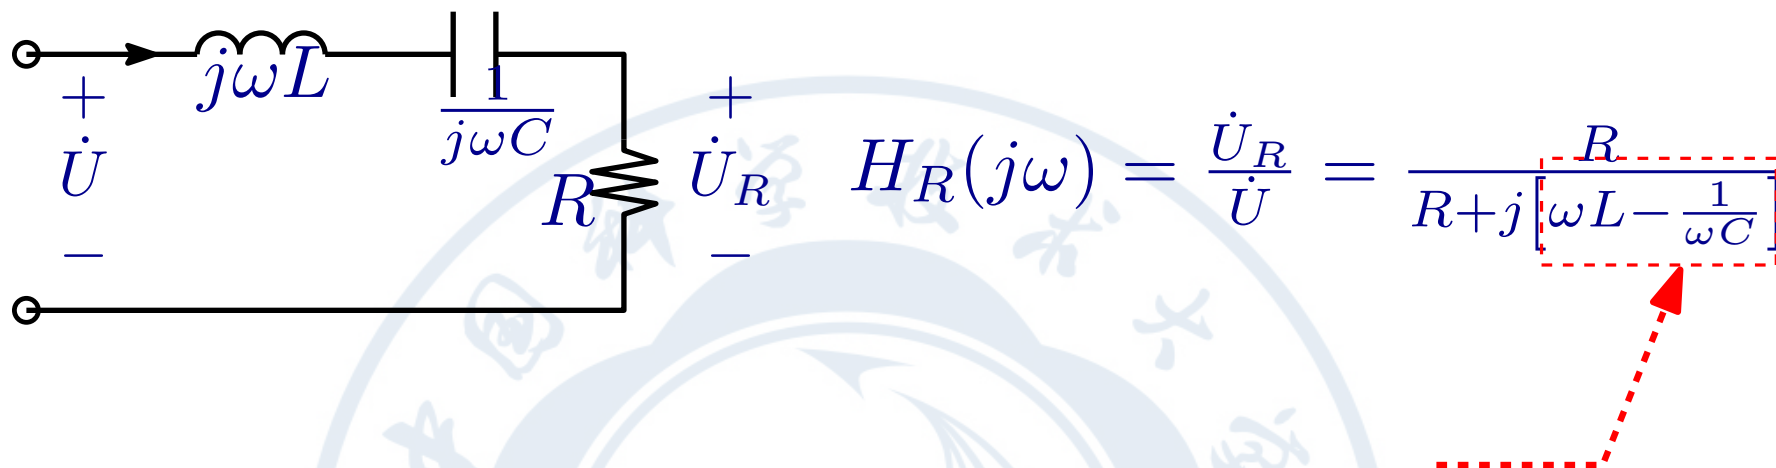 jωL
1/(jωC)
+
U̇
−
R
+
U̇_R
−
H_R(jω) = U̇_R/U̇ = R/(R+j[ωL−1/(ωC)])